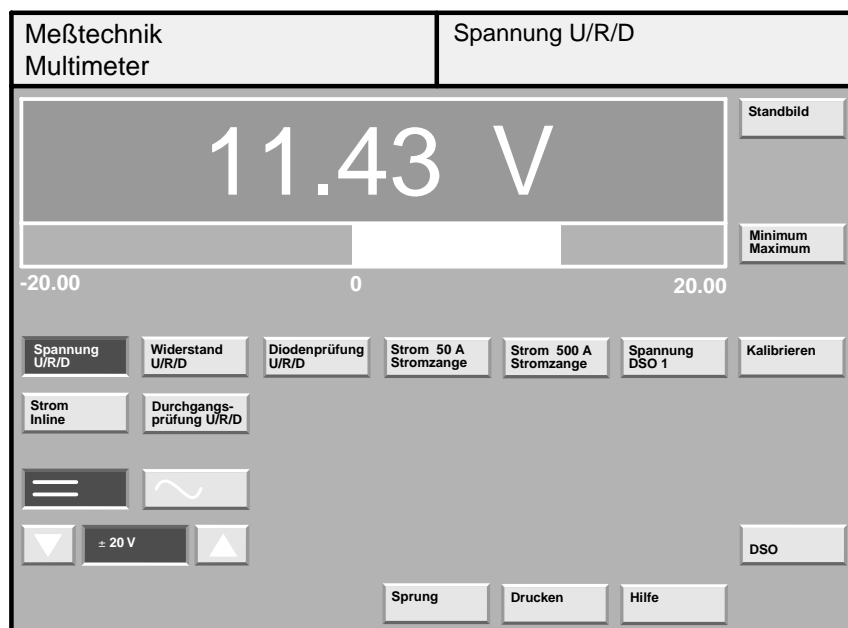 Meßtechnik
Multimeter
Spannung U/R/D
11.43 V
Standbild
Minimum
Maximum
-20.00 0 20.00
Spannung
U/R/D
Widerstand
U/R/D
Diodenprüfung
U/R/D
Strom 50 A
Stromzange
Strom 500 A
Stromzange
Spannung
DSO 1
Kalibrieren
Strom
Inline
Durchgangs-
prüfung U/R/D
± 20 V
DSO
Sprung
Drucken
Hilfe